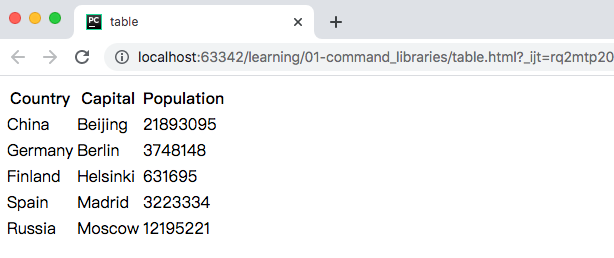 PC table
localhost:63342/learning/01-command_libraries/table.html?_ijt=rq2mtp20
Country Capital Population
China Beijing 21893095
Germany Berlin 3748148
Finland Helsinki 631695
Spain Madrid 3223334
Russia Moscow 12195221